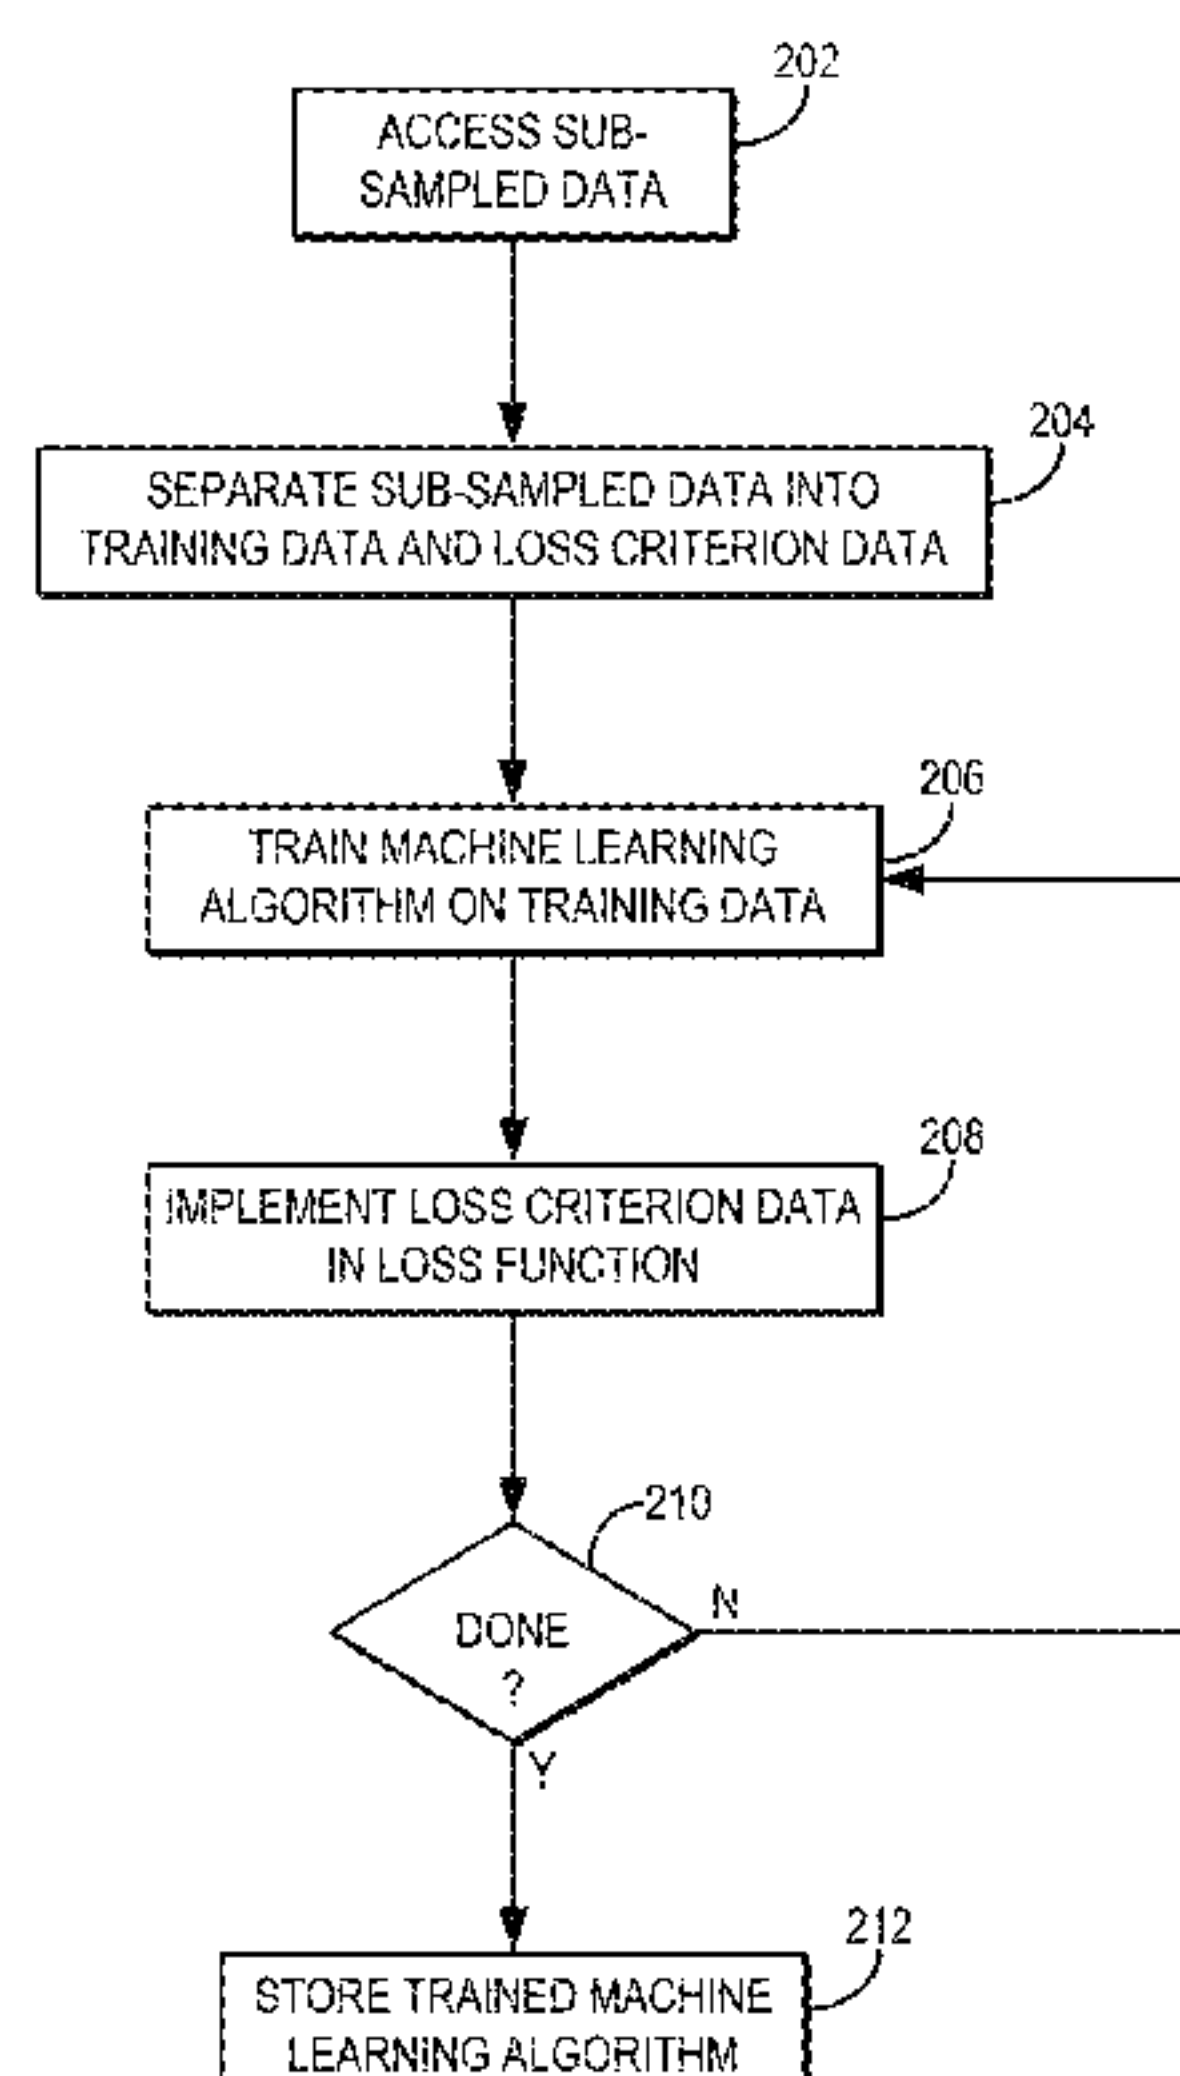 202
ACCESS SUB-
SAMPLED DATA
204
SEPARATE SUB-SAMPLED DATA INTO
TRAINING DATA AND LOSS CRITERION DATA
206
TRAIN MACHINE LEARNING
ALGORITHM ON TRAINING DATA
208
IMPLEMENT LOSS CRITERION DATA
IN LOSS FUNCTION
210
N
DONE
?
Y
212
STORE TRAINED MACHINE
LEARNING ALGORITHM